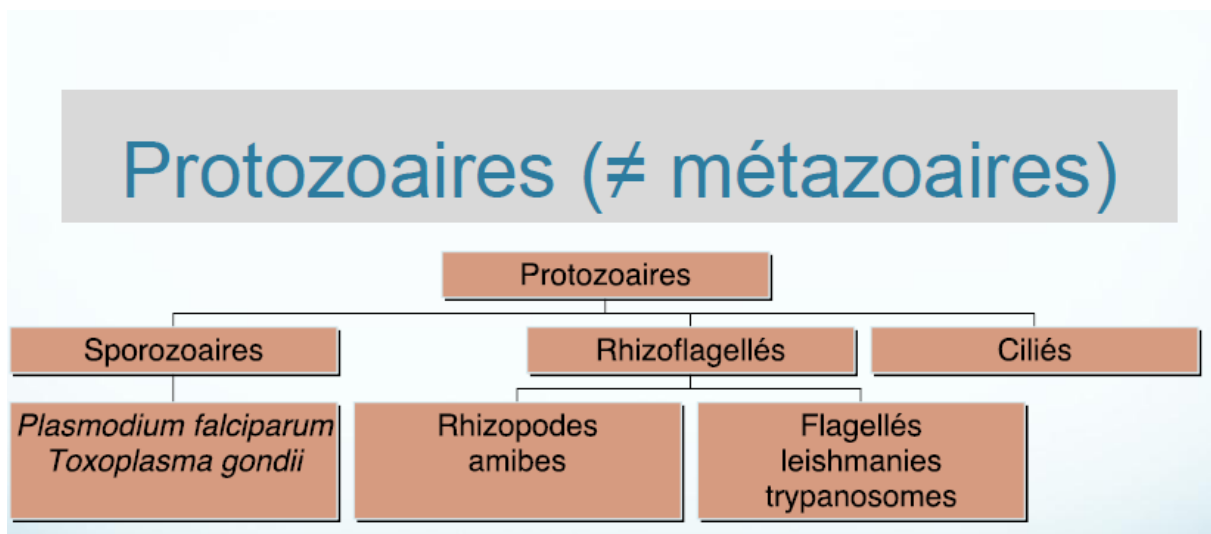 Protozoaires (≠ métazoaires)
Protozoaires
Sporozoaires
Rhizoflagellés
Ciliés
Plasmodium falciparum
Toxoplasma gondii
Rhizopodes
amibes
Flagellés
leishmanies
trypanosomes